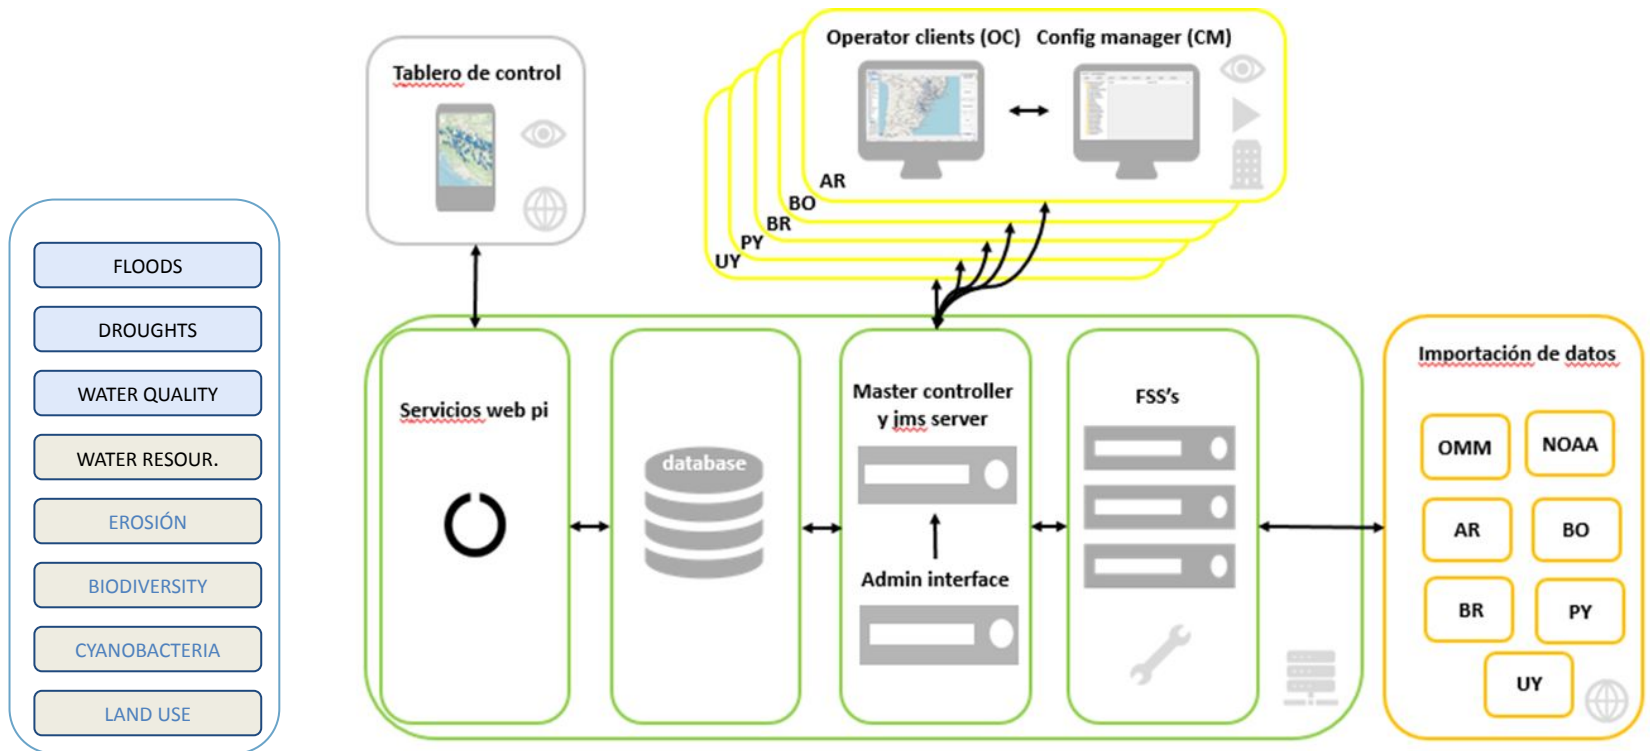 FLOODS
DROUGHTS
WATER QUALITY
WATER RESOUR.
EROSIÓN
BIODIVERSITY
CYANOBACTERIA
LAND USE
Tablero de control
Operator clients (OC)
Config manager (CM)
AR
BO
BR
PY
UY
Servicios web pi
database
Master controller
y jms server
Admin interface
FSS's
Importación de datos
OMM
NOAA
AR
BO
BR
PY
UY